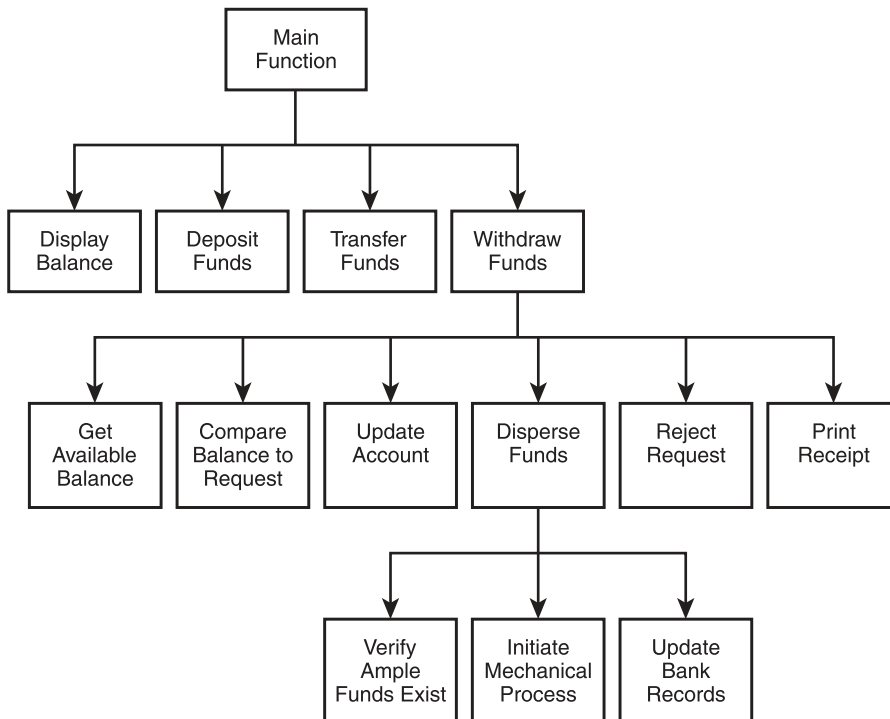 Main
Function
Display
Balance
Deposit
Funds
Transfer
Funds
Withdraw
Funds
Get
Available
Balance
Compare
Balance to
Request
Update
Account
Disperse
Funds
Reject
Request
Print
Receipt
Verify
Ample
Funds Exist
Initiate
Mechanical
Process
Update
Bank
Records